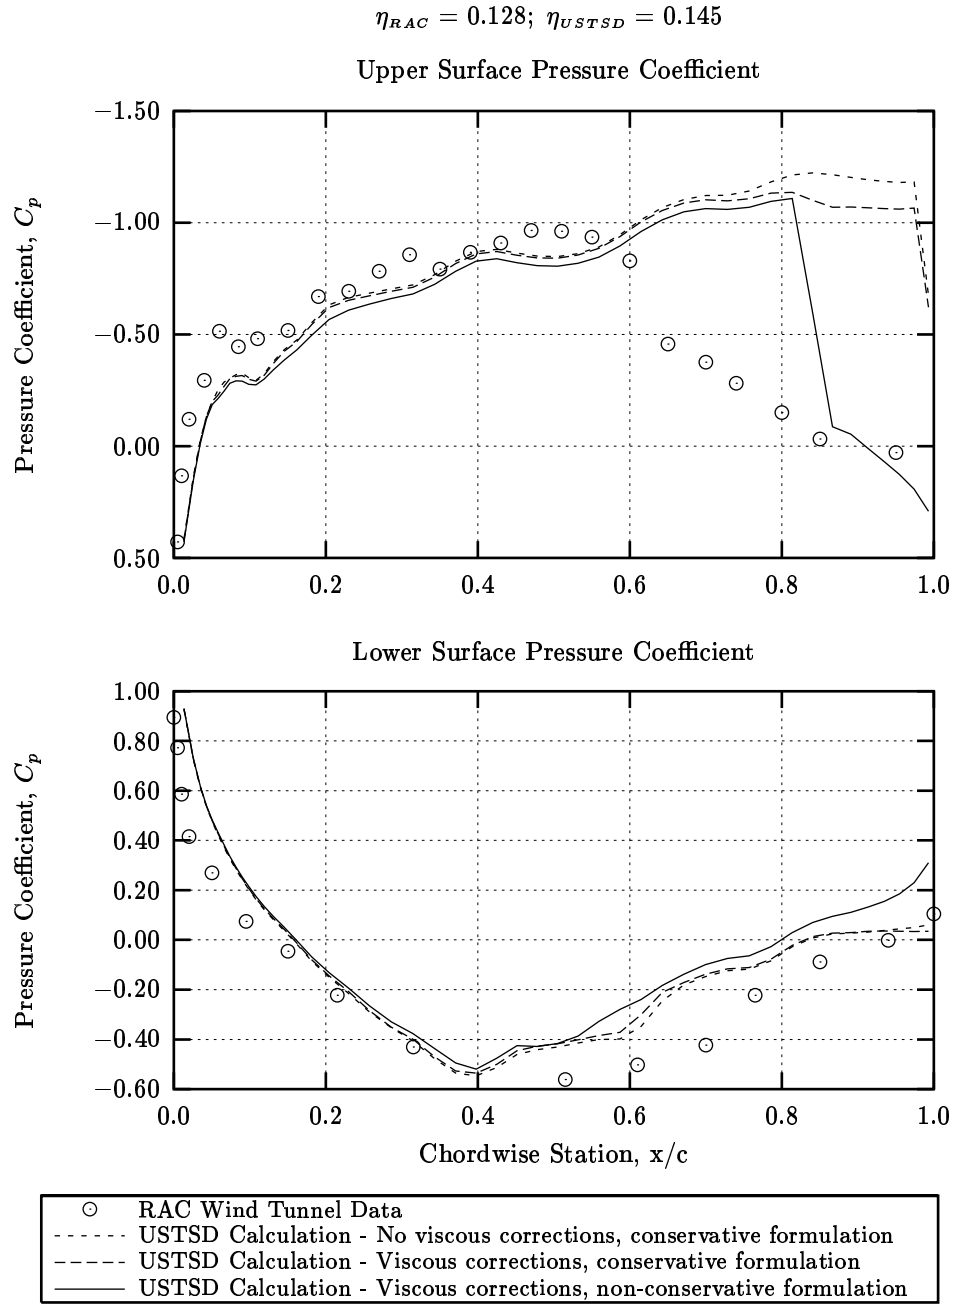 η_RAC = 0.128; η_USTSD = 0.145
Upper Surface Pressure Coefficient
−1.50
−1.00
−0.50
0.00
0.50
Pressure Coefficient, C_p
0.0 0.2 0.4 0.6 0.8 1.0
Lower Surface Pressure Coefficient
1.00
0.80
0.60
0.40
0.20
0.00
−0.20
−0.40
−0.60
Pressure Coefficient, C_p
0.0 0.2 0.4 0.6 0.8 1.0
Chordwise Station, x/c
RAC Wind Tunnel Data
USTSD Calculation - No viscous corrections, conservative formulation
USTSD Calculation - Viscous corrections, conservative formulation
USTSD Calculation - Viscous corrections, non-conservative formulation